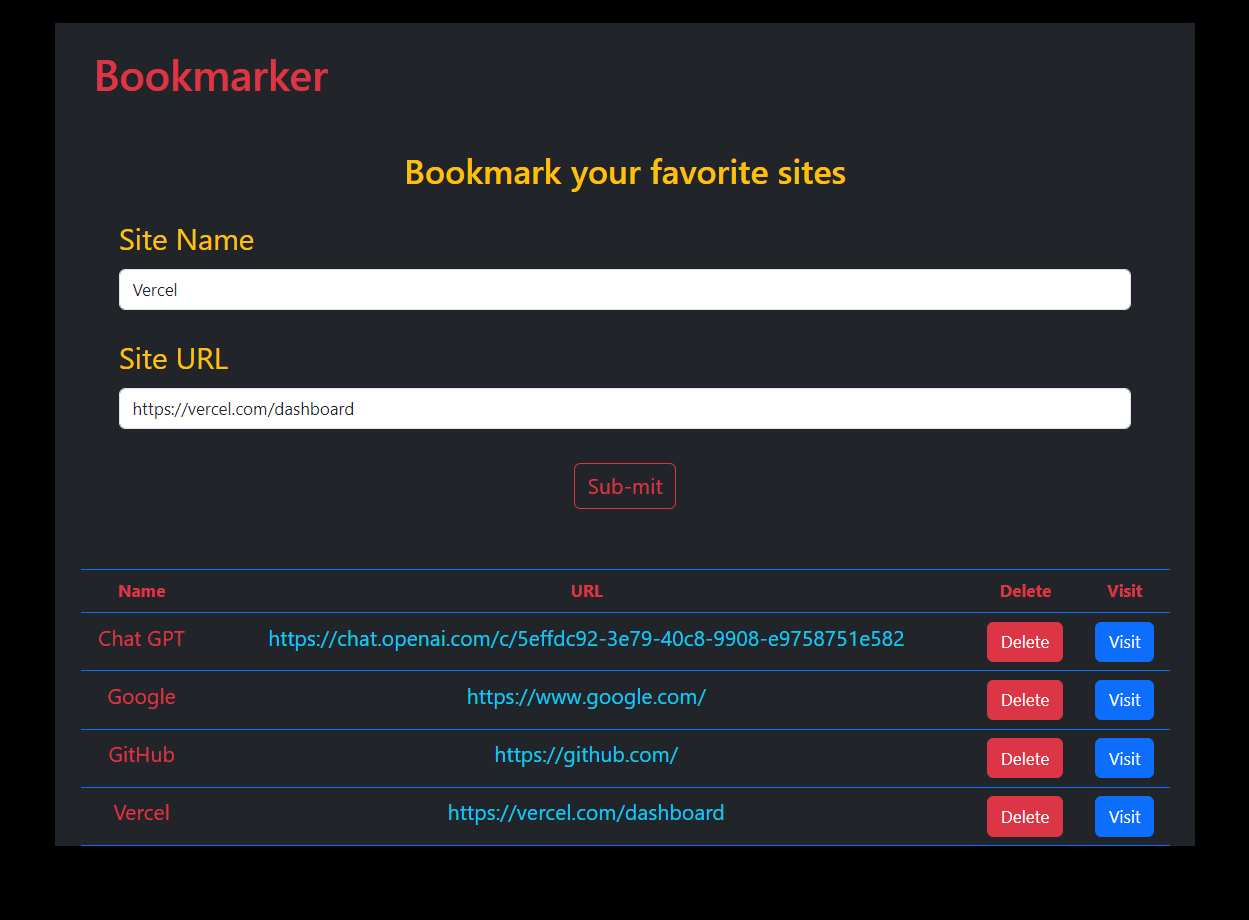 Bookmarker
Bookmark your favorite sites
Site Name
Vercel
Site URL
https://vercel.com/dashboard
Sub-mit
Name URL Delete Visit
Chat GPT https://chat.openai.com/c/5effdc92-3e79-40c8-9908-e9758751e582 Delete Visit
Google https://www.google.com/ Delete Visit
GitHub https://github.com/ Delete Visit
Vercel https://vercel.com/dashboard Delete Visit